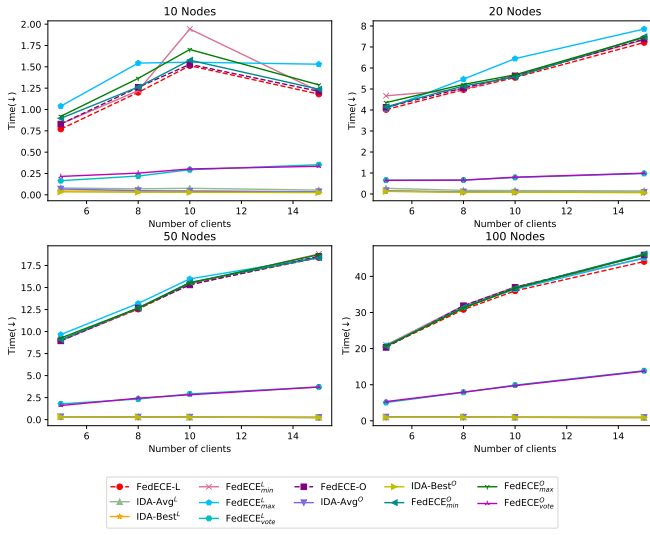 10 Nodes
20 Nodes
2.00
1.75
1.50
1.25
1.00
0.75
0.50
0.25
0.00
Time(↓)
6 8 10 12 14
Number of clients
8
7
6
5
4
3
2
1
0
Time(↓)
6 8 10 12 14
Number of clients
50 Nodes
100 Nodes
17.5
15.0
12.5
10.0
7.5
5.0
2.5
0.0
Time(↓)
6 8 10 12 14
Number of clients
40
30
20
10
0
Time(↓)
6 8 10 12 14
Number of clients
FedECE-L
IDA-Avg^L
IDA-Best^L
FedECE^L_min
FedECE^L_max
FedECE^L_vote
FedECE-O
IDA-Avg^O
IDA-Best^O
FedECE^O_min
FedECE^O_max
FedECE^O_vote